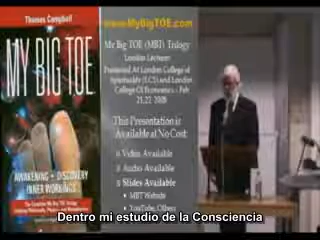 Thomas Campbell
MY BIG TOE
AWAKENING • DISCOVERY
INNER WORKINGS
www.MyBigTOE.com
My Big TOE (MBT) Trilogy
London Lectures
Presented At London College of
Spirituality (LCS) and London
College Of Economics - Feb
This Presentation is
Available at No Cost:
Video Available
Audio Available
Slides Available
• MBT Website
• YouTube, Others
Dentro mi estudio de la Consciencia